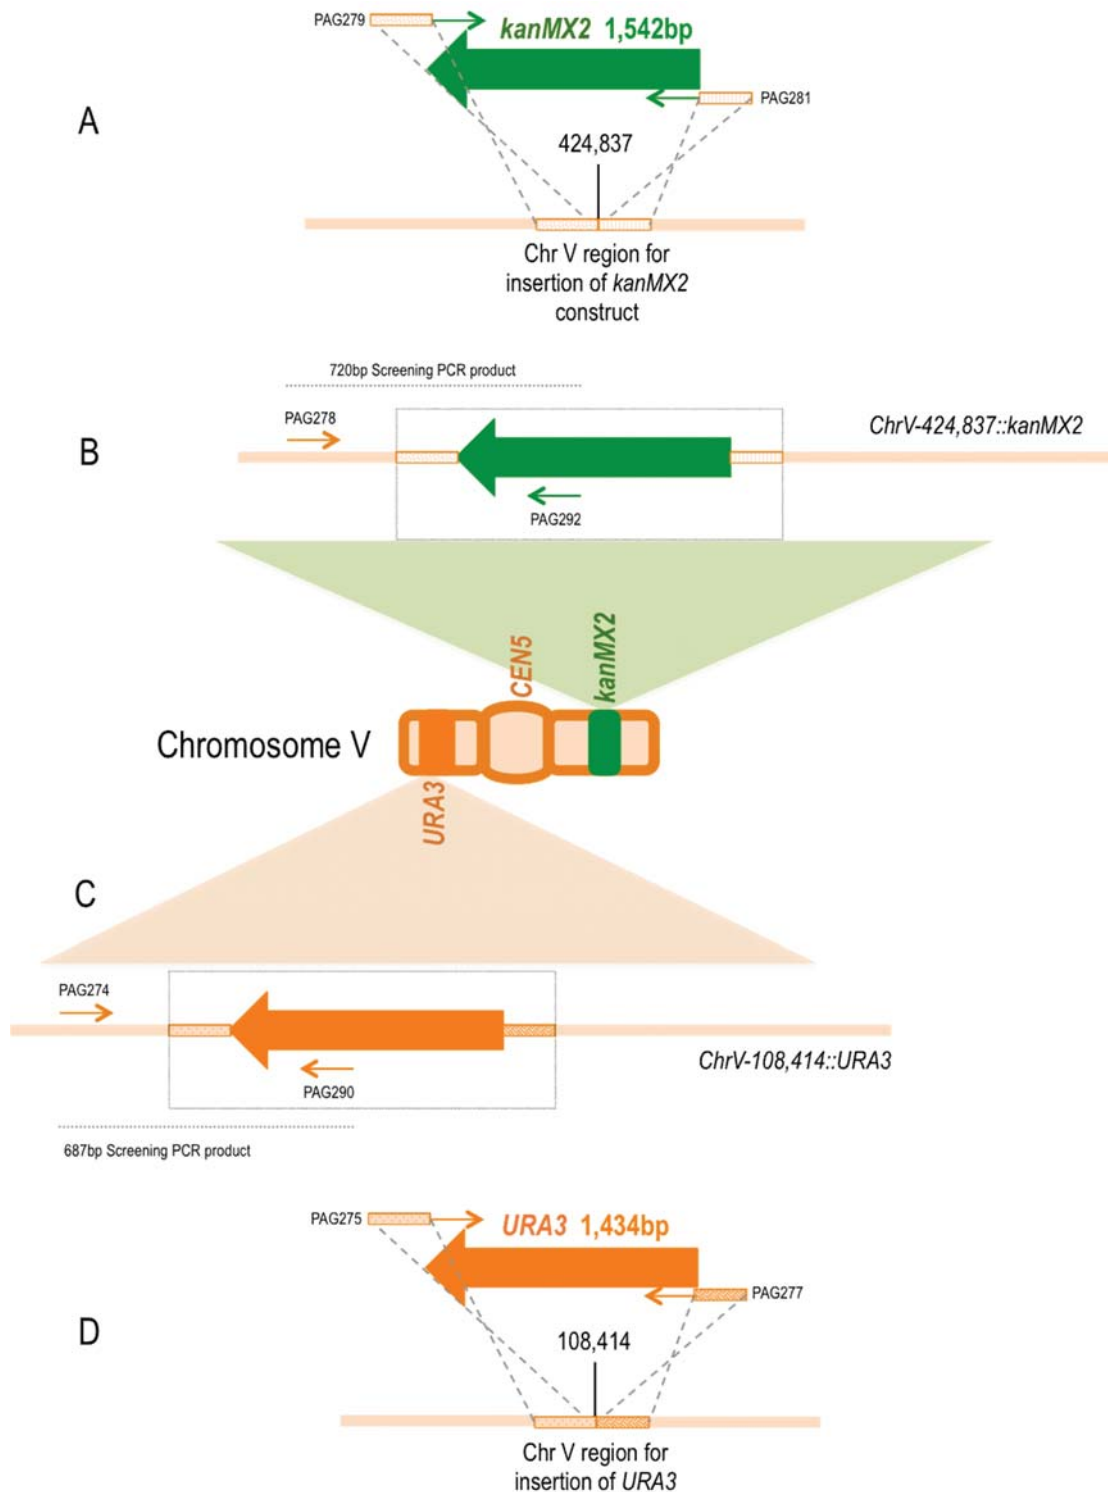 PAG279
kanMX2 1,542bp
PAG281
A
424,837
Chr V region for
insertion of kanMX2
construct
720bp Screening PCR product
PAG278
ChrV-424,837::kanMX2
B
PAG292
CEN5
kanMX2
Chromosome V
URA3
C
PAG274
ChrV-108,414::URA3
PAG290
687bp Screening PCR product
PAG275
URA3 1,434bp
PAG277
D
108,414
Chr V region for
insertion of URA3